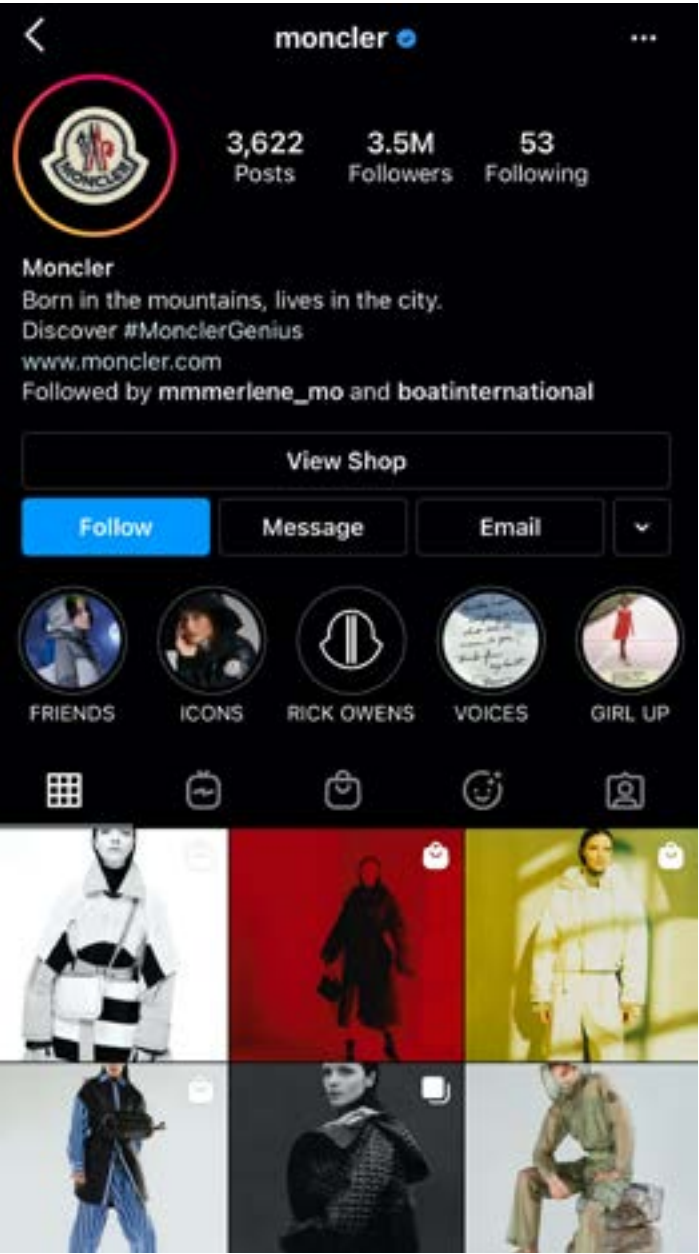 moncler
MONCLER
3,622
3.5M
53
Posts
Followers
Following
Moncler
Born in the mountains, lives in the city.
Discover #MonclerGenius
www.moncler.com
Followed by mmmerlene_mo and boatinternational
View Shop
Follow
Message
Email
FRIENDS
ICONS
RICK OWENS
VOICES
GIRL UP